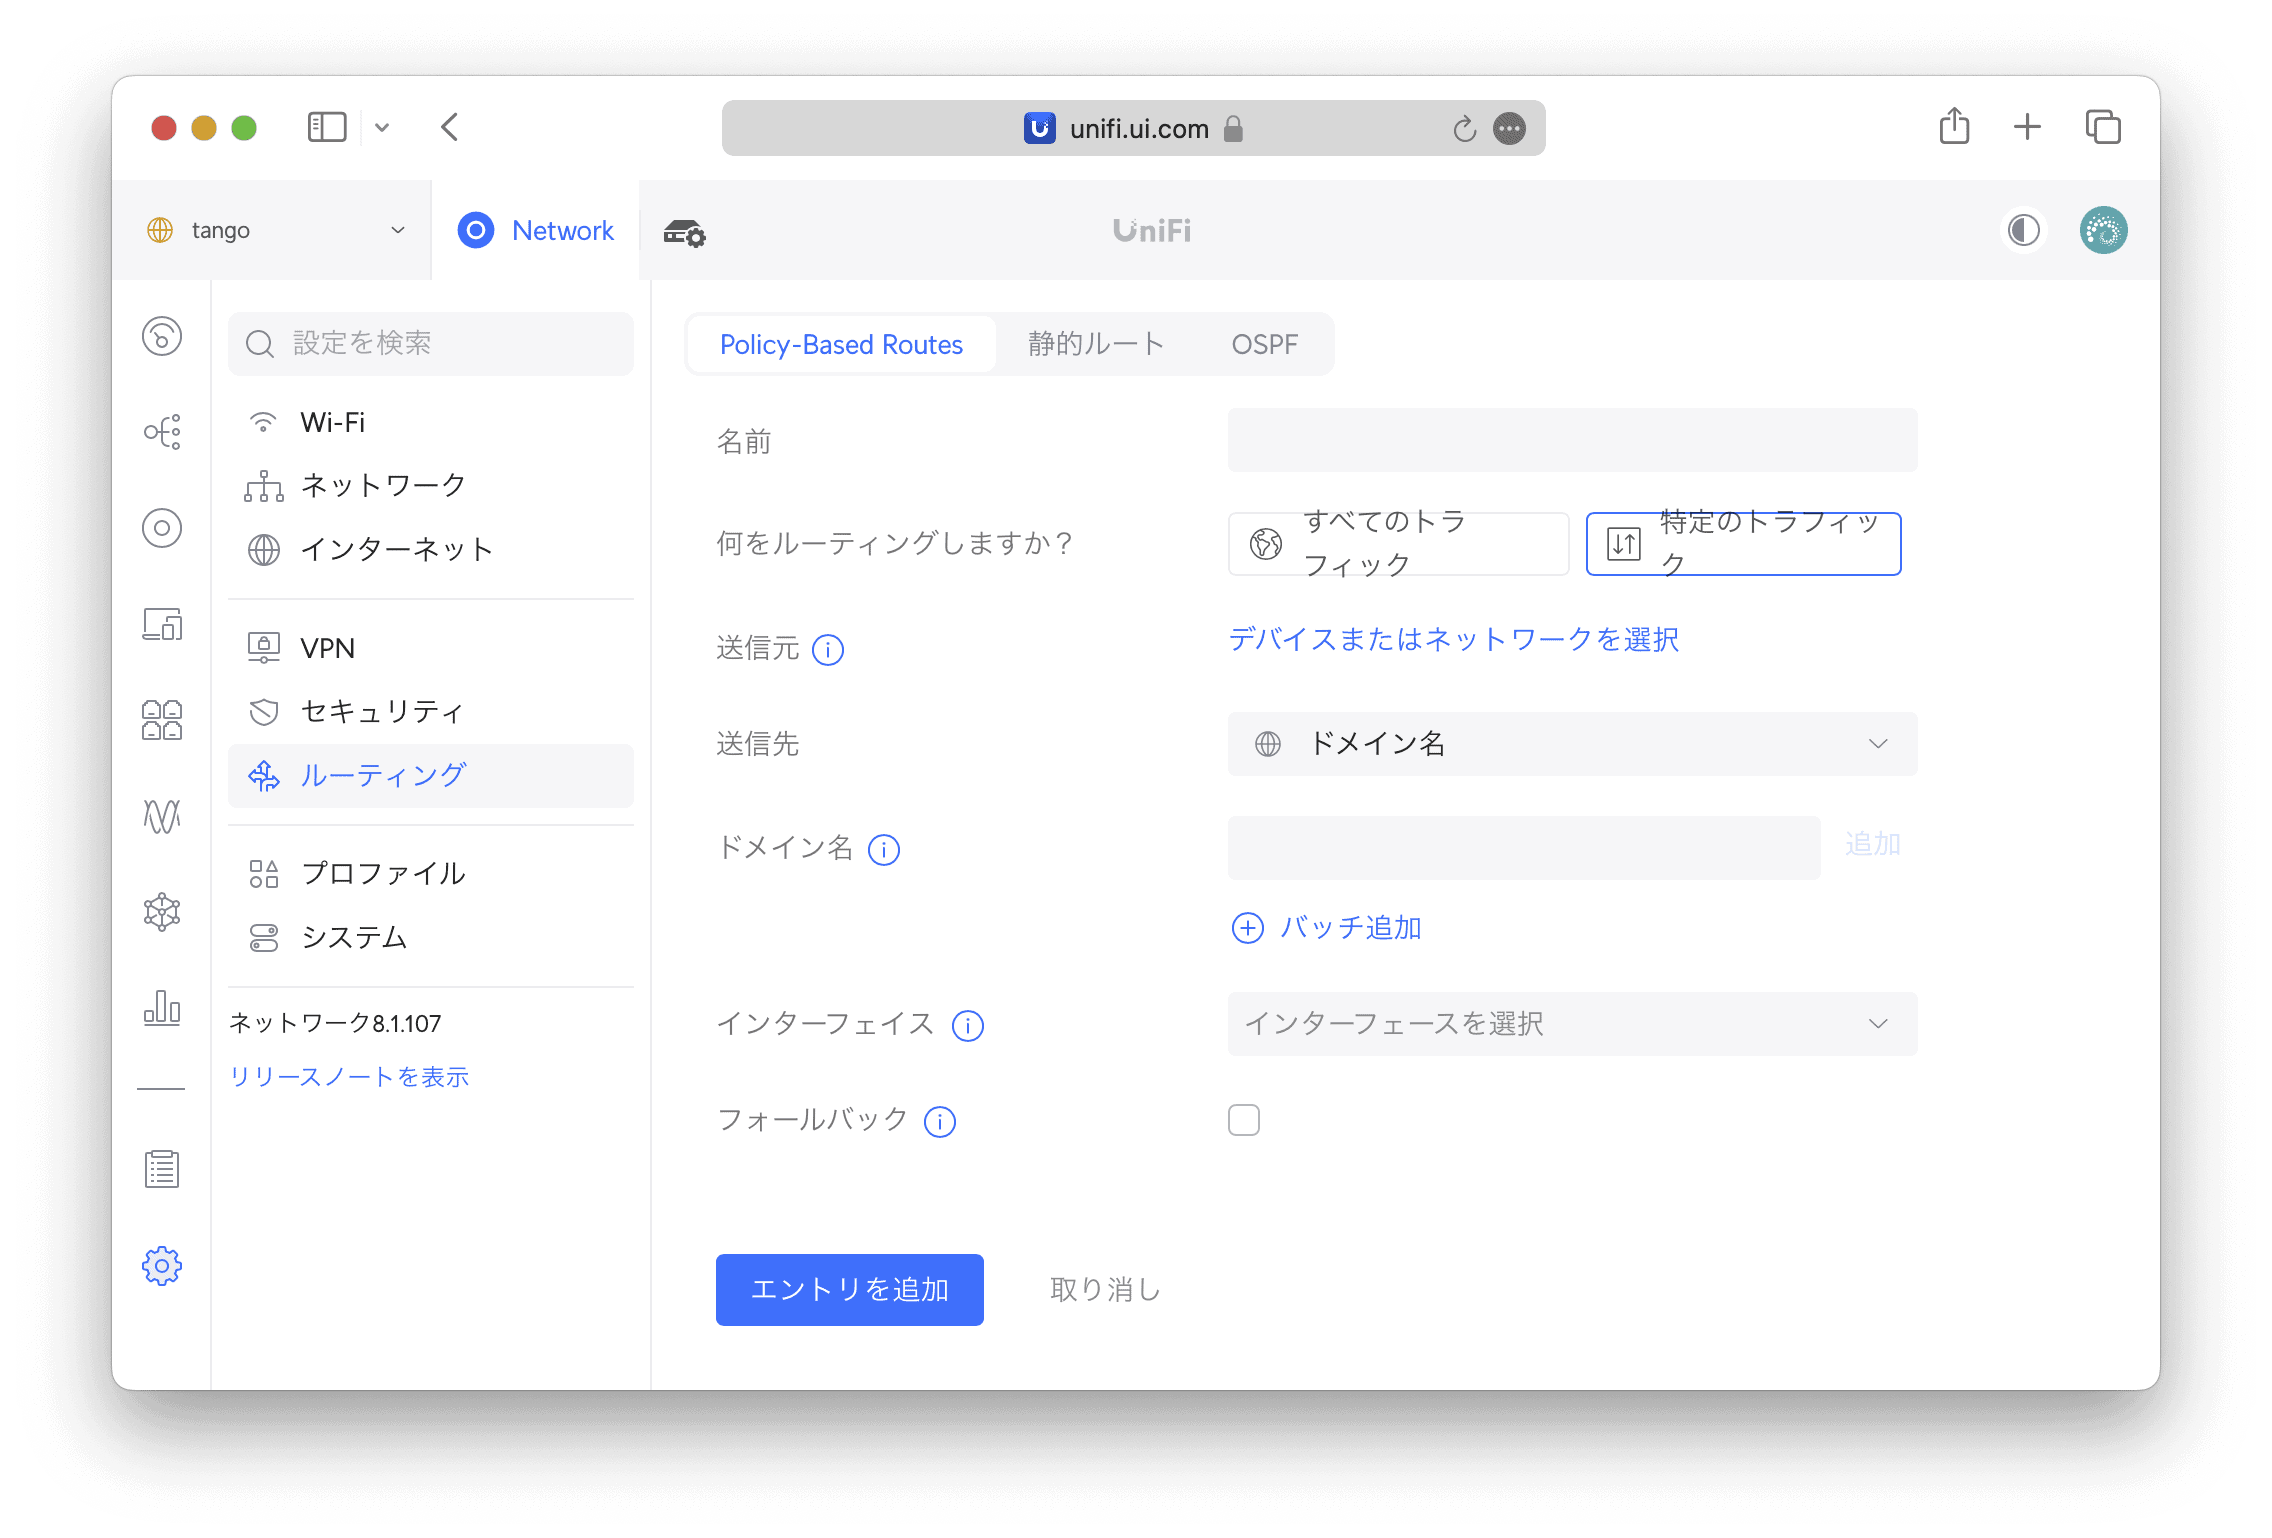 unifi.ui.com
tango
Network
UniFi
設定を検索
Wi-Fi
ネットワーク
インターネット
VPN
セキュリティ
ルーティング
プロファイル
システム
ネットワーク8.1.107
リリースノートを表示
Policy-Based Routes
静的ルート
OSPF
名前
何をルーティングしますか？
すべてのトラ
フィック
特定のトラフィッ
ク
送信元
デバイスまたはネットワークを選択
送信先
ドメイン名
ドメイン名
追加
バッチ追加
インターフェイス
インターフェースを選択
フォールバック
エントリを追加
取り消し